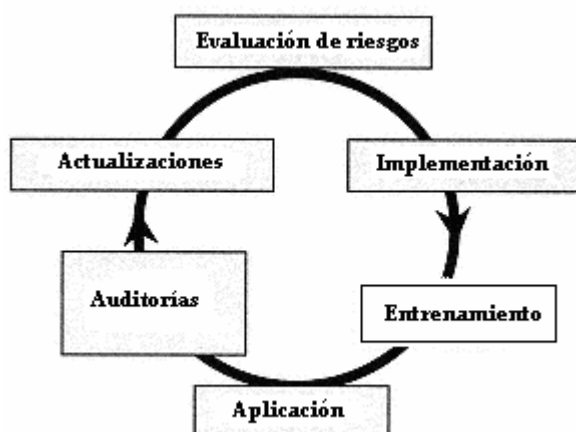 Evaluación de riesgos
Actualizaciones
Implementación
Auditorías
Entrenamiento
Aplicación